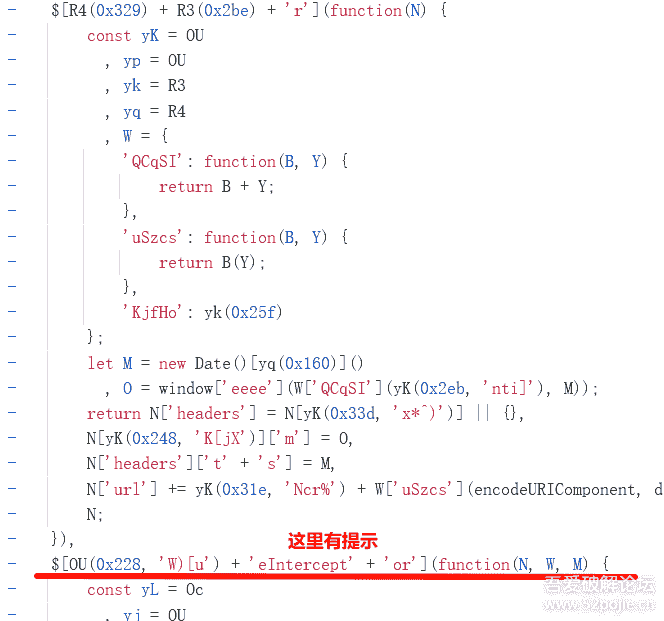 $[R4(0x329) + R3(0x2be) + 'r'](function(N) {
const yK = OU
, yp = OU
, yk = R3
, yq = R4
, W = {
'QCqSI': function(B, Y) {
return B + Y;
},
'uSzcs': function(B, Y) {
return B(Y);
},
'KjfHo': yk(0x25f)
};
let M = new Date()[yq(0x160)]()
, O = window['eeee'](W['QCqSI'](yK(0x2eb, 'nti]'), M));
return N['headers'] = N[yK(0x33d, 'x*^)')] || {},
N[yK(0x248, 'K[jX')]['m'] = O,
N['headers']['t' + 's'] = M,
N['url'] += yK(0x31e, 'Ncr%') + W['uSzcs'](encodeURIComponent, d
N;
}),
这里有提示
$[OU(0x228, 'W)[u') + 'eIntercept' + 'or'](function(N, W, M) {
const yL = Oc
, yj = OU
吾爱破解论坛
www.52pojie.cn